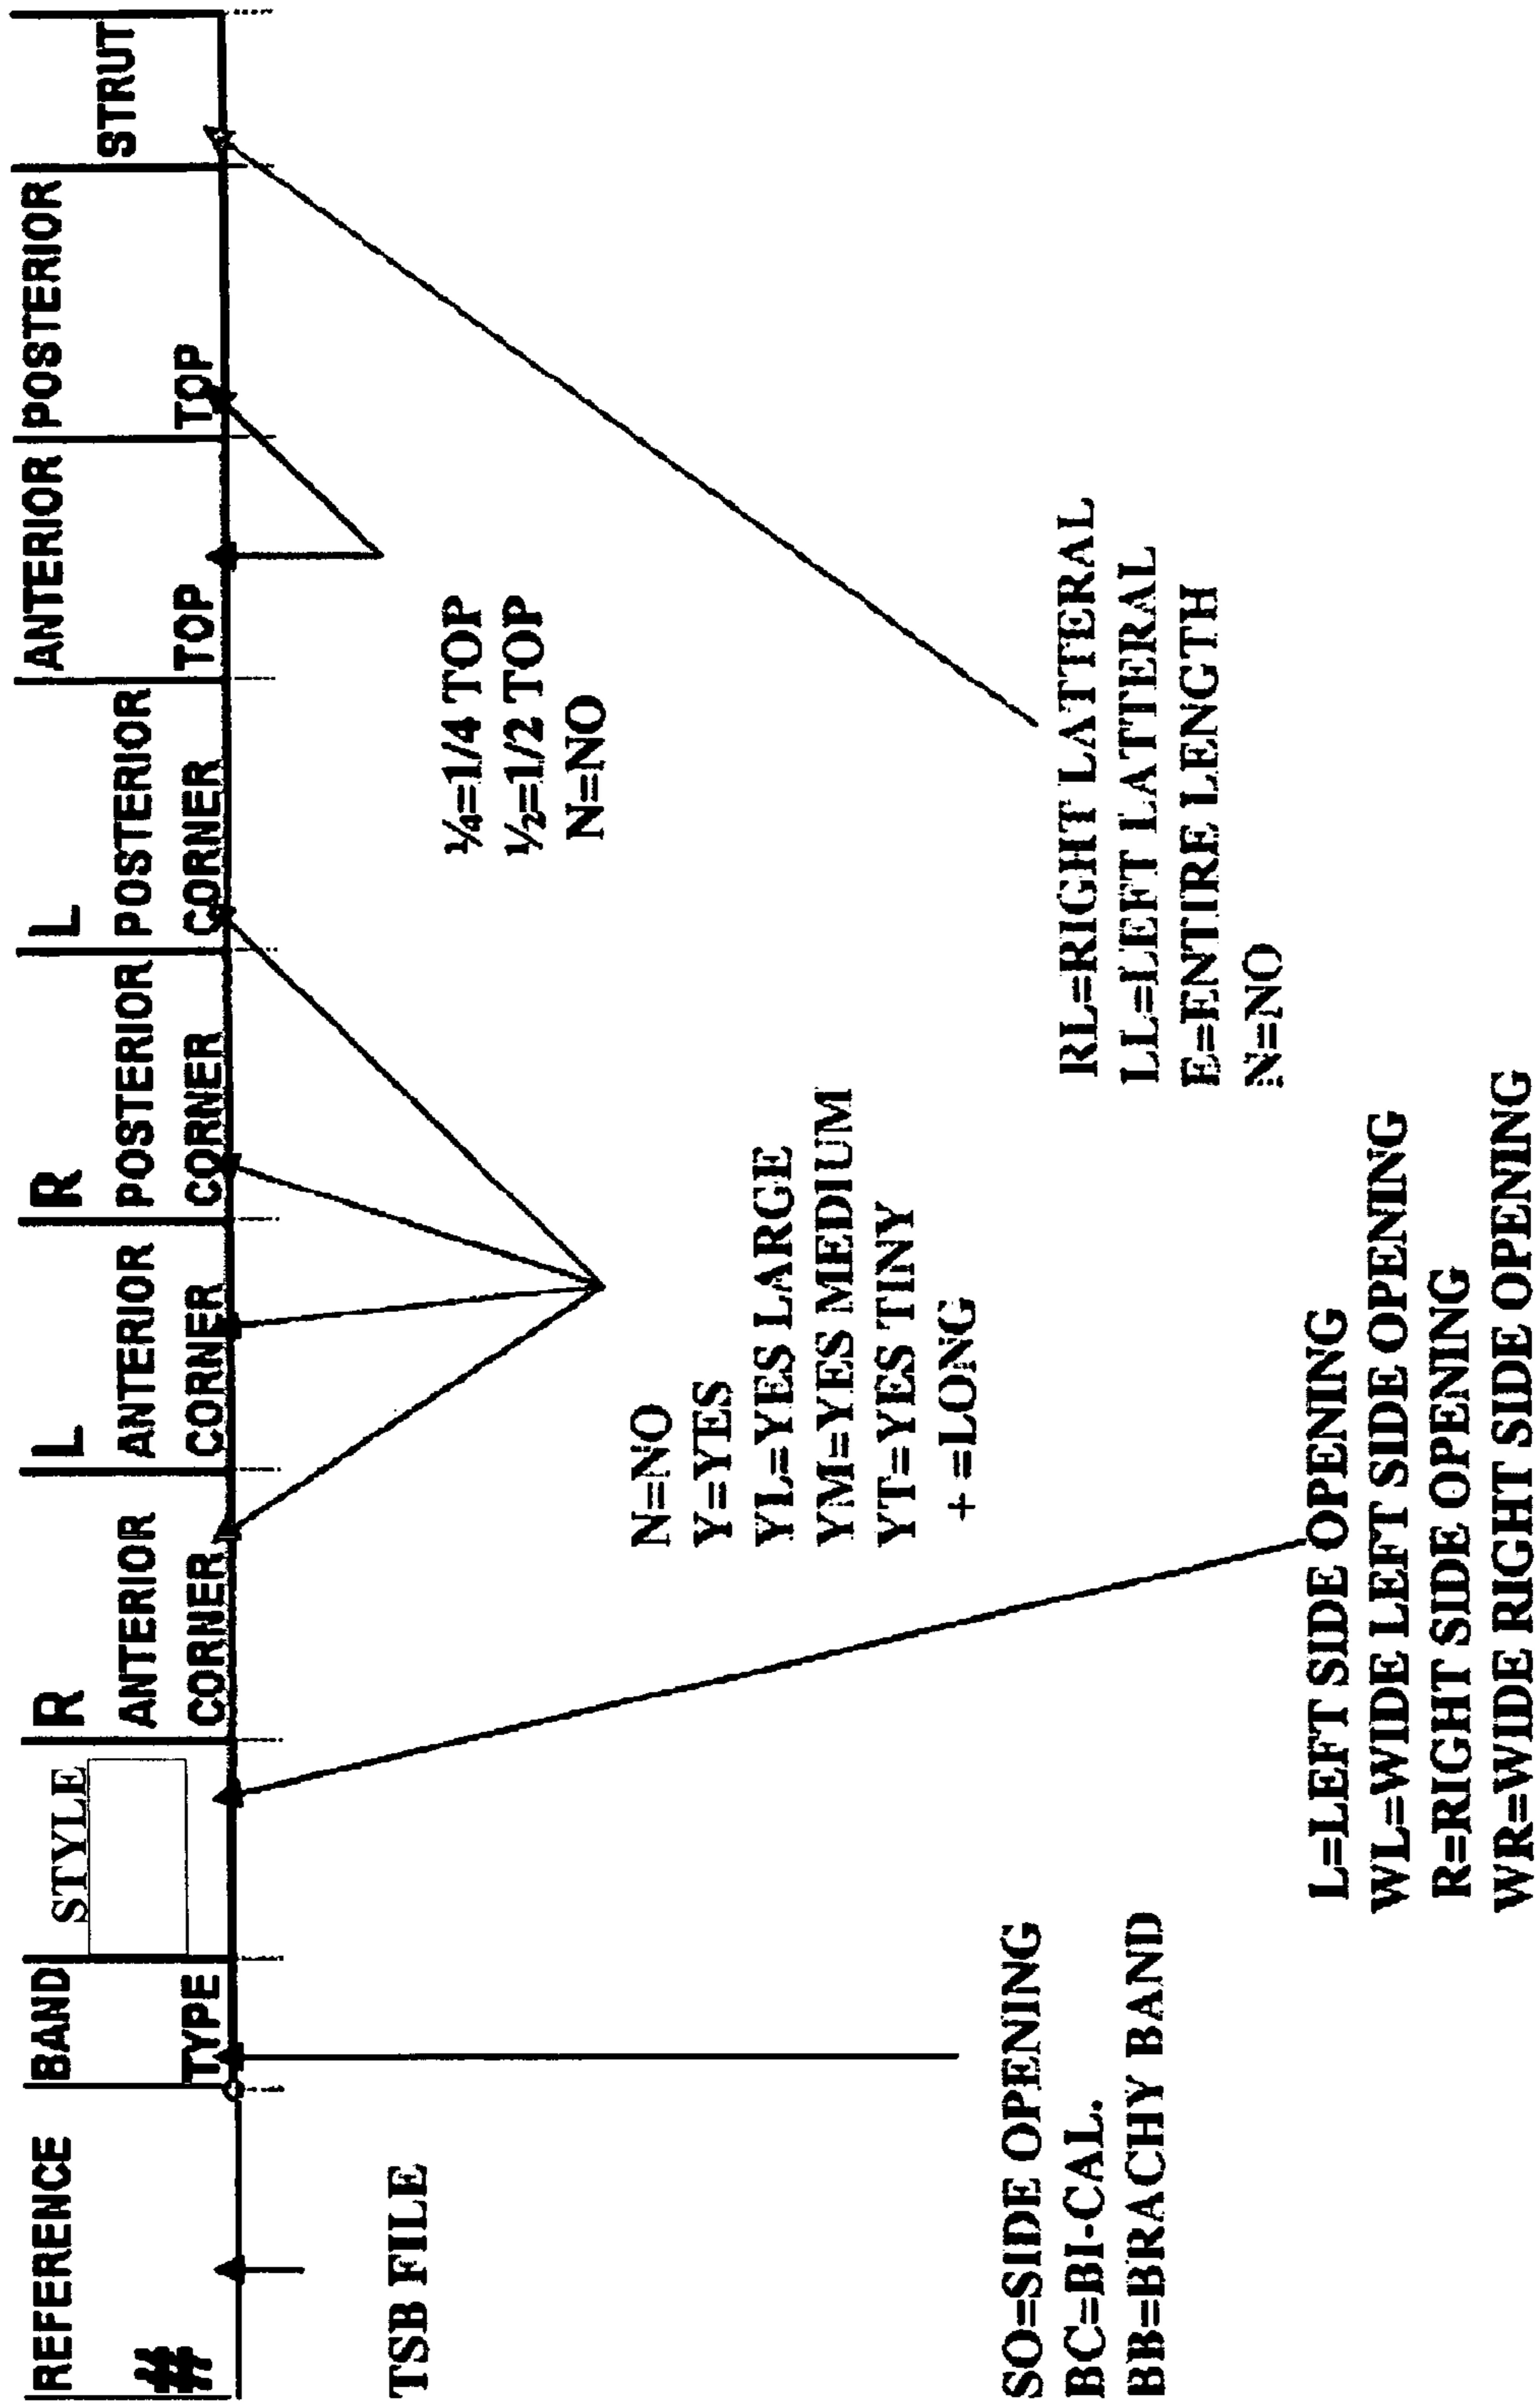 REFERENCE
#
BAND
TYPE
STYLE
R
ANTERIOR
CORNER
L
ANTERIOR
CORNER
R
POSTERIOR
CORNER
L
POSTERIOR
CORNER
ANTERIOR
TOP
POSTERIOR
TOP
STRUT
TSB FILE
SO=SIDE OPENING
BC=BI-CAL.
BB=BRACHY BAND
L=LEFT SIDE OPENING
WL=WIDE LEFT SIDE OPENING
R=RIGHT SIDE OPENING
WR=WIDE RIGHT SIDE OPENING
N=NO
Y=YES
YL=YES LARGE
YM=YES MEDIUM
YT=YES TINY
+=LONG
¼=1/4 TOP
½=1/2 TOP
N=NO
RL=RIGHT LATTERAL
LL=LEFT LATTERAL
E=ENTIRE LENGTH
N=NO